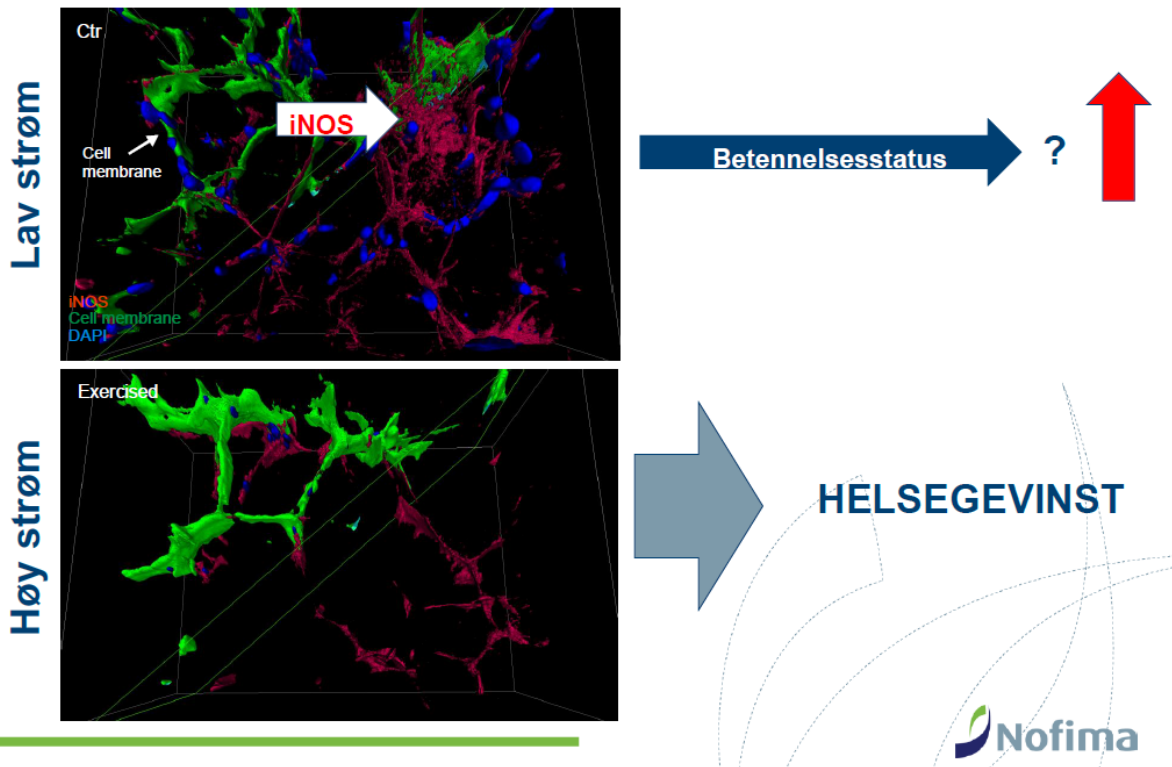 Lav strøm
Ctr
iNOS
Cell
membrane
iNOS
Cell membrane
DAPI
Betennelsesstatus
?
Høy strøm
Exercised
HELSEGEVINST
Nofima